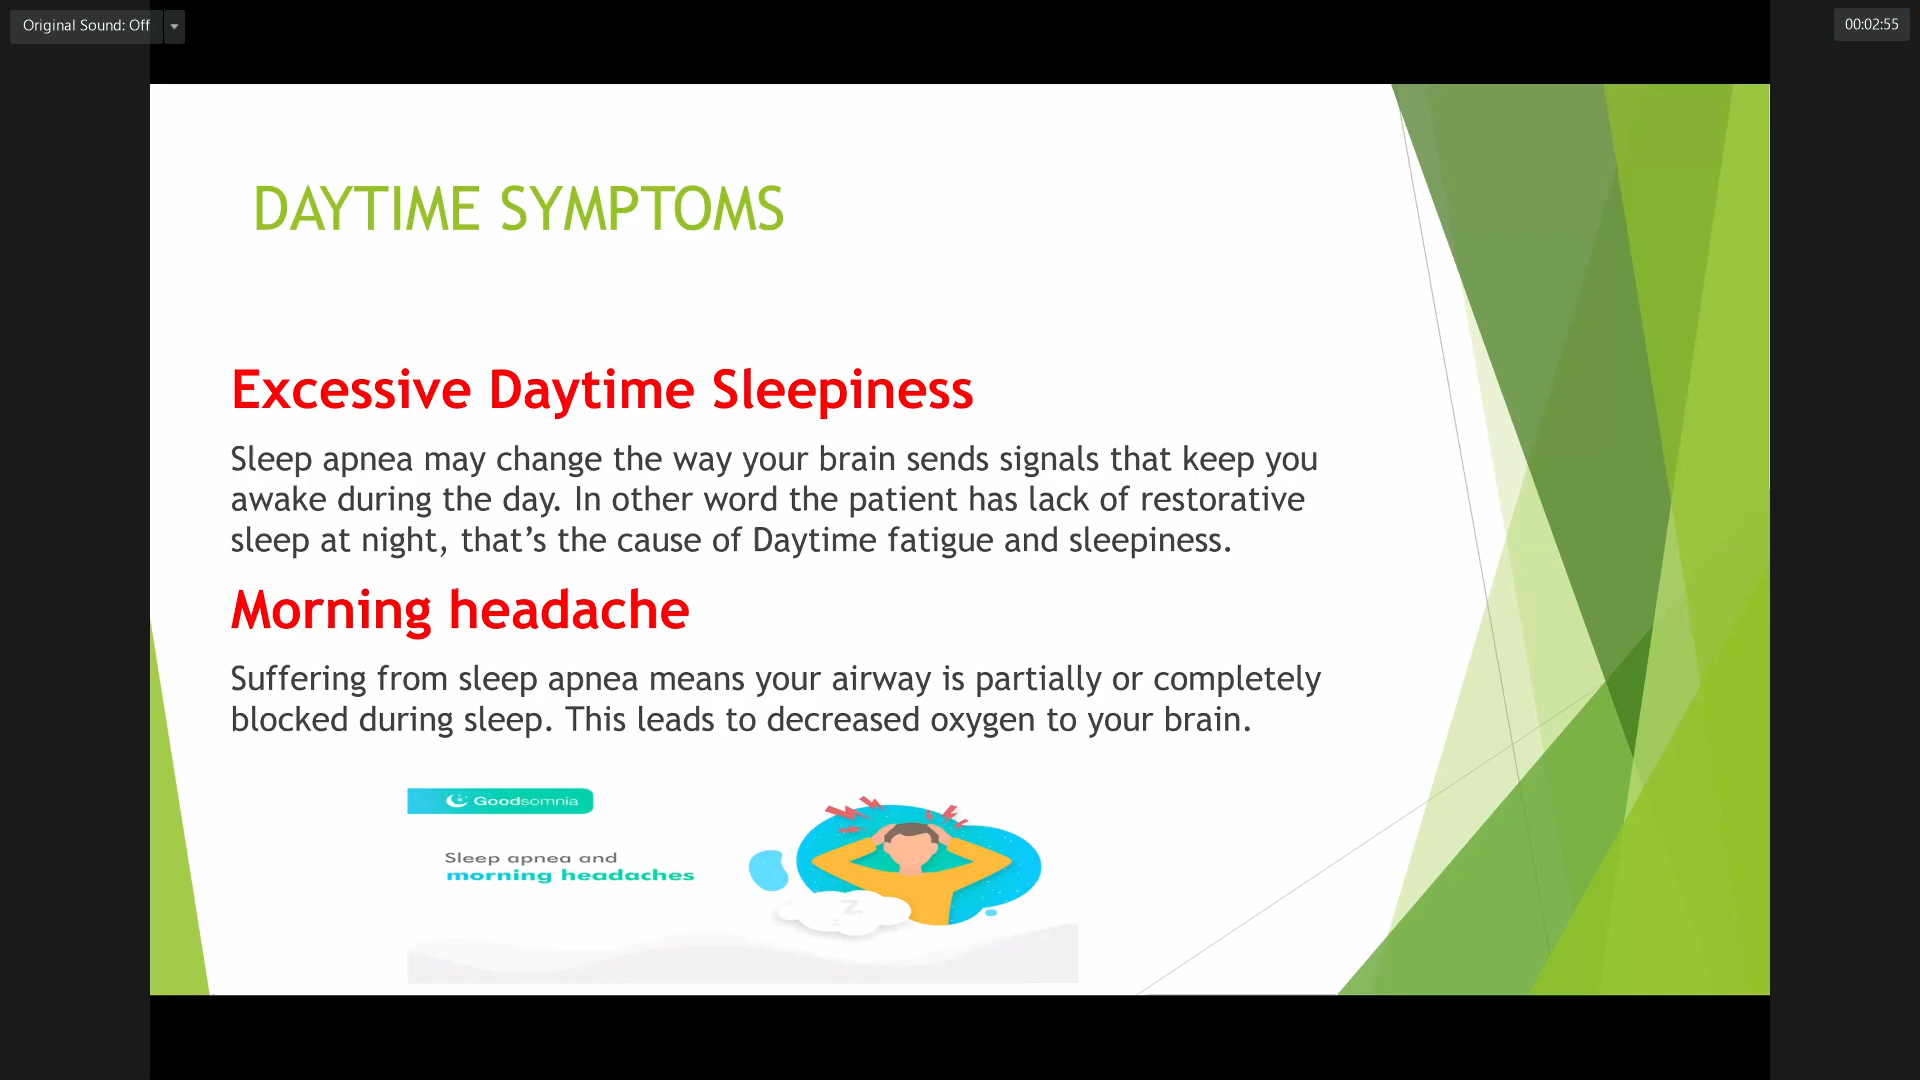 Original Sound: Off
00:02:55
DAYTIME SYMPTOMS
Excessive Daytime Sleepiness
Sleep apnea may change the way your brain sends signals that keep you
awake during the day. In other word the patient has lack of restorative
sleep at night, that’s the cause of Daytime fatigue and sleepiness.
Morning headache
Suffering from sleep apnea means your airway is partially or completely
blocked during sleep. This leads to decreased oxygen to your brain.
Goodsomnia
Sleep apnea and
morning headaches
Z
z